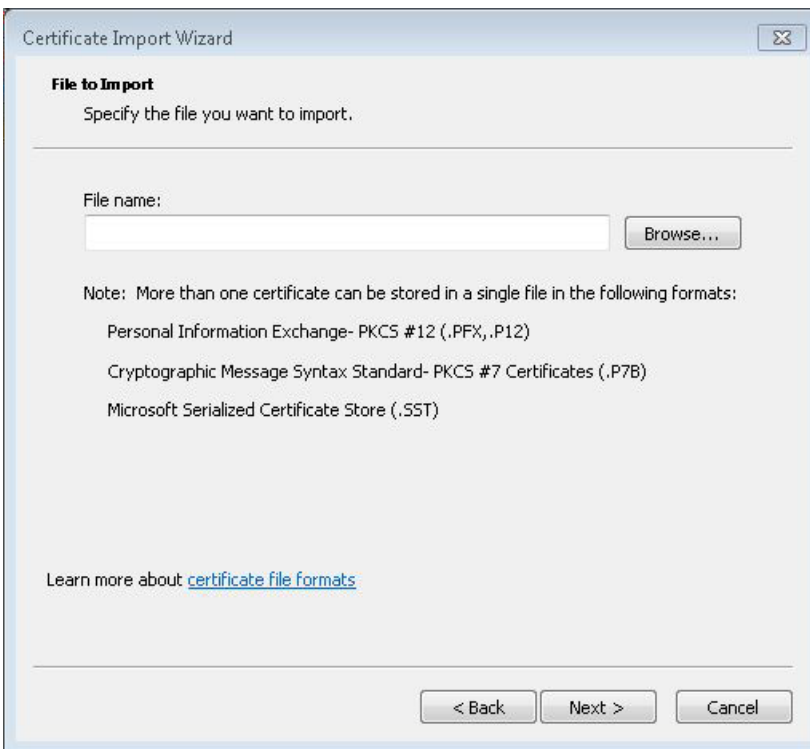 Certificate Import Wizard
File to Import
Specify the file you want to import.
File name:
Browse...
Note: More than one certificate can be stored in a single file in the following formats:
Personal Information Exchange- PKCS #12 (.PFX,.P12)
Cryptographic Message Syntax Standard- PKCS #7 Certificates (.P7B)
Microsoft Serialized Certificate Store (.SST)
Learn more about certificate file formats
< Back Next > Cancel